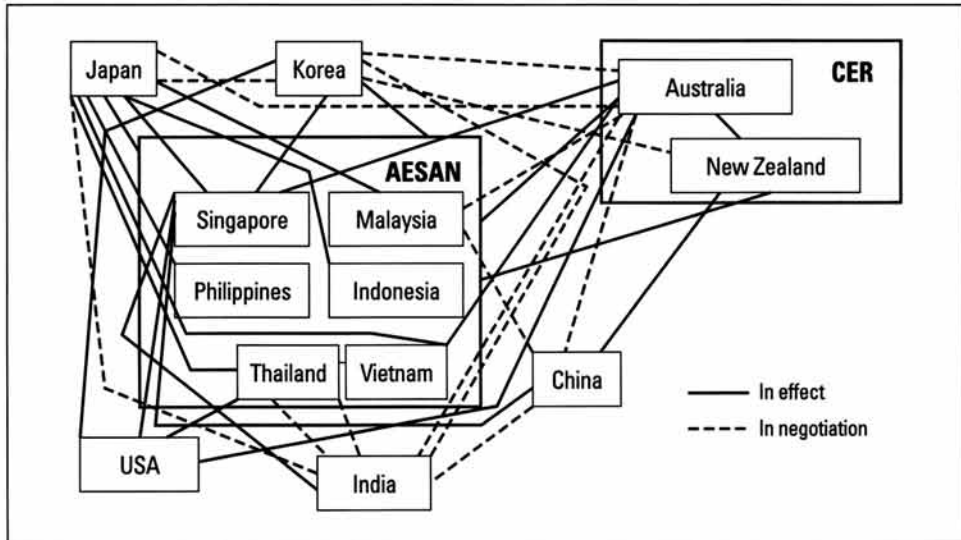 Japan
Korea
CER
Australia
New Zealand
AESAN
Singapore
Malaysia
Philippines
Indonesia
Thailand
Vietnam
China
In effect
In negotiation
USA
India